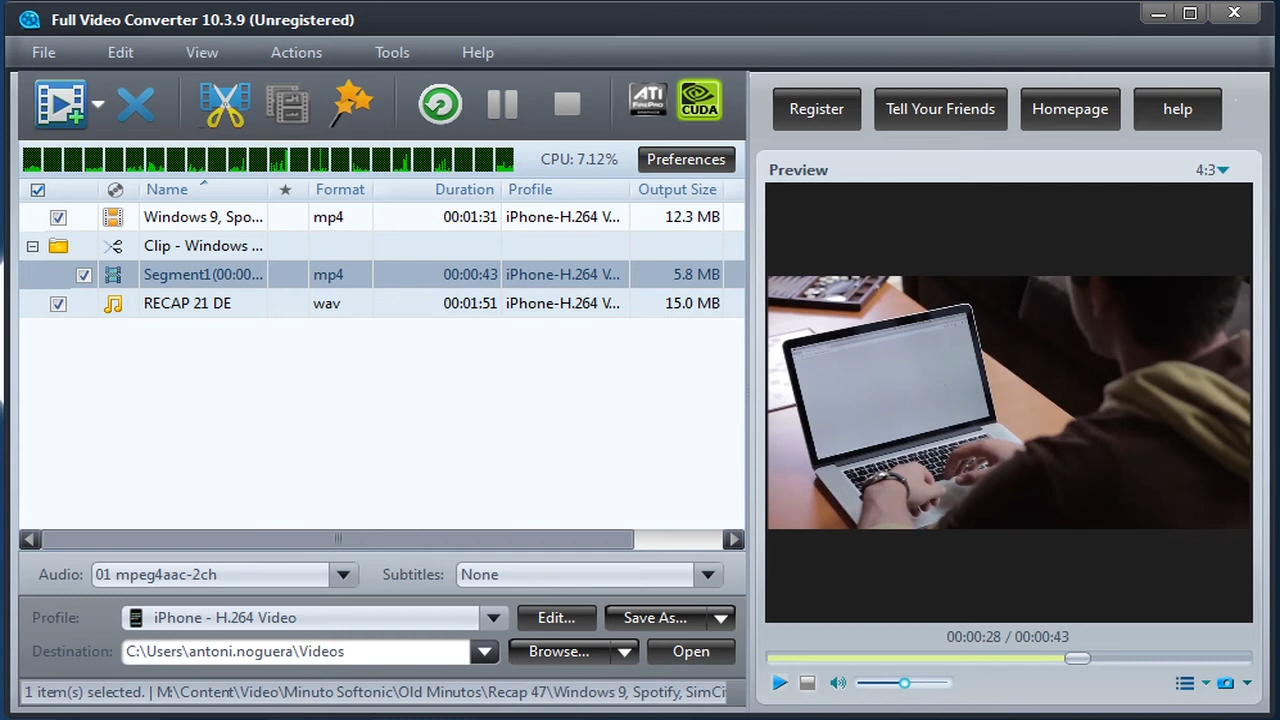 Full Video Converter 10.3.9 (Unregistered)
File Edit View Actions Tools Help
ATI FirePro GRAPHICS CUDA
Register Tell Your Friends Homepage help
CPU: 7.12% Preferences
Preview 4:3
Name Format Duration Profile Output Size
Windows 9, Spo... mp4 00:01:31 iPhone-H.264 V... 12.3 MB
Clip - Windows ...
Segment1(00:00... mp4 00:00:43 iPhone-H.264 V... 5.8 MB
RECAP 21 DE wav 00:01:51 iPhone-H.264 V... 15.0 MB
Audio: 01 mpeg4aac-2ch Subtitles: None
Profile: iPhone - H.264 Video Edit... Save As...
00:00:28 / 00:00:43
Destination: C:\Users\antoni.noguera\Videos Browse... Open
1 item(s) selected. | M:\Content\Video\Minuto Softonic\Old Minutos\Recap 47\Windows 9, Spotify, SimCi